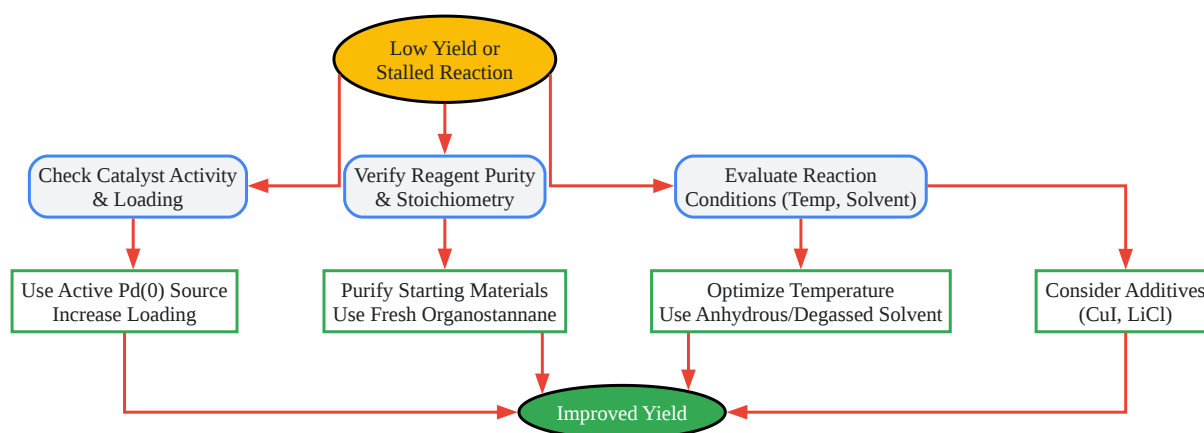 Low Yield or
Stalled Reaction
Check Catalyst Activity
& Loading
Verify Reagent Purity
& Stoichiometry
Evaluate Reaction
Conditions (Temp, Solvent)
Use Active Pd(0) Source
Increase Loading
Purify Starting Materials
Use Fresh Organostannane
Optimize Temperature
Use Anhydrous/Degassed Solvent
Consider Additives
(CuI, LiCl)
Improved Yield